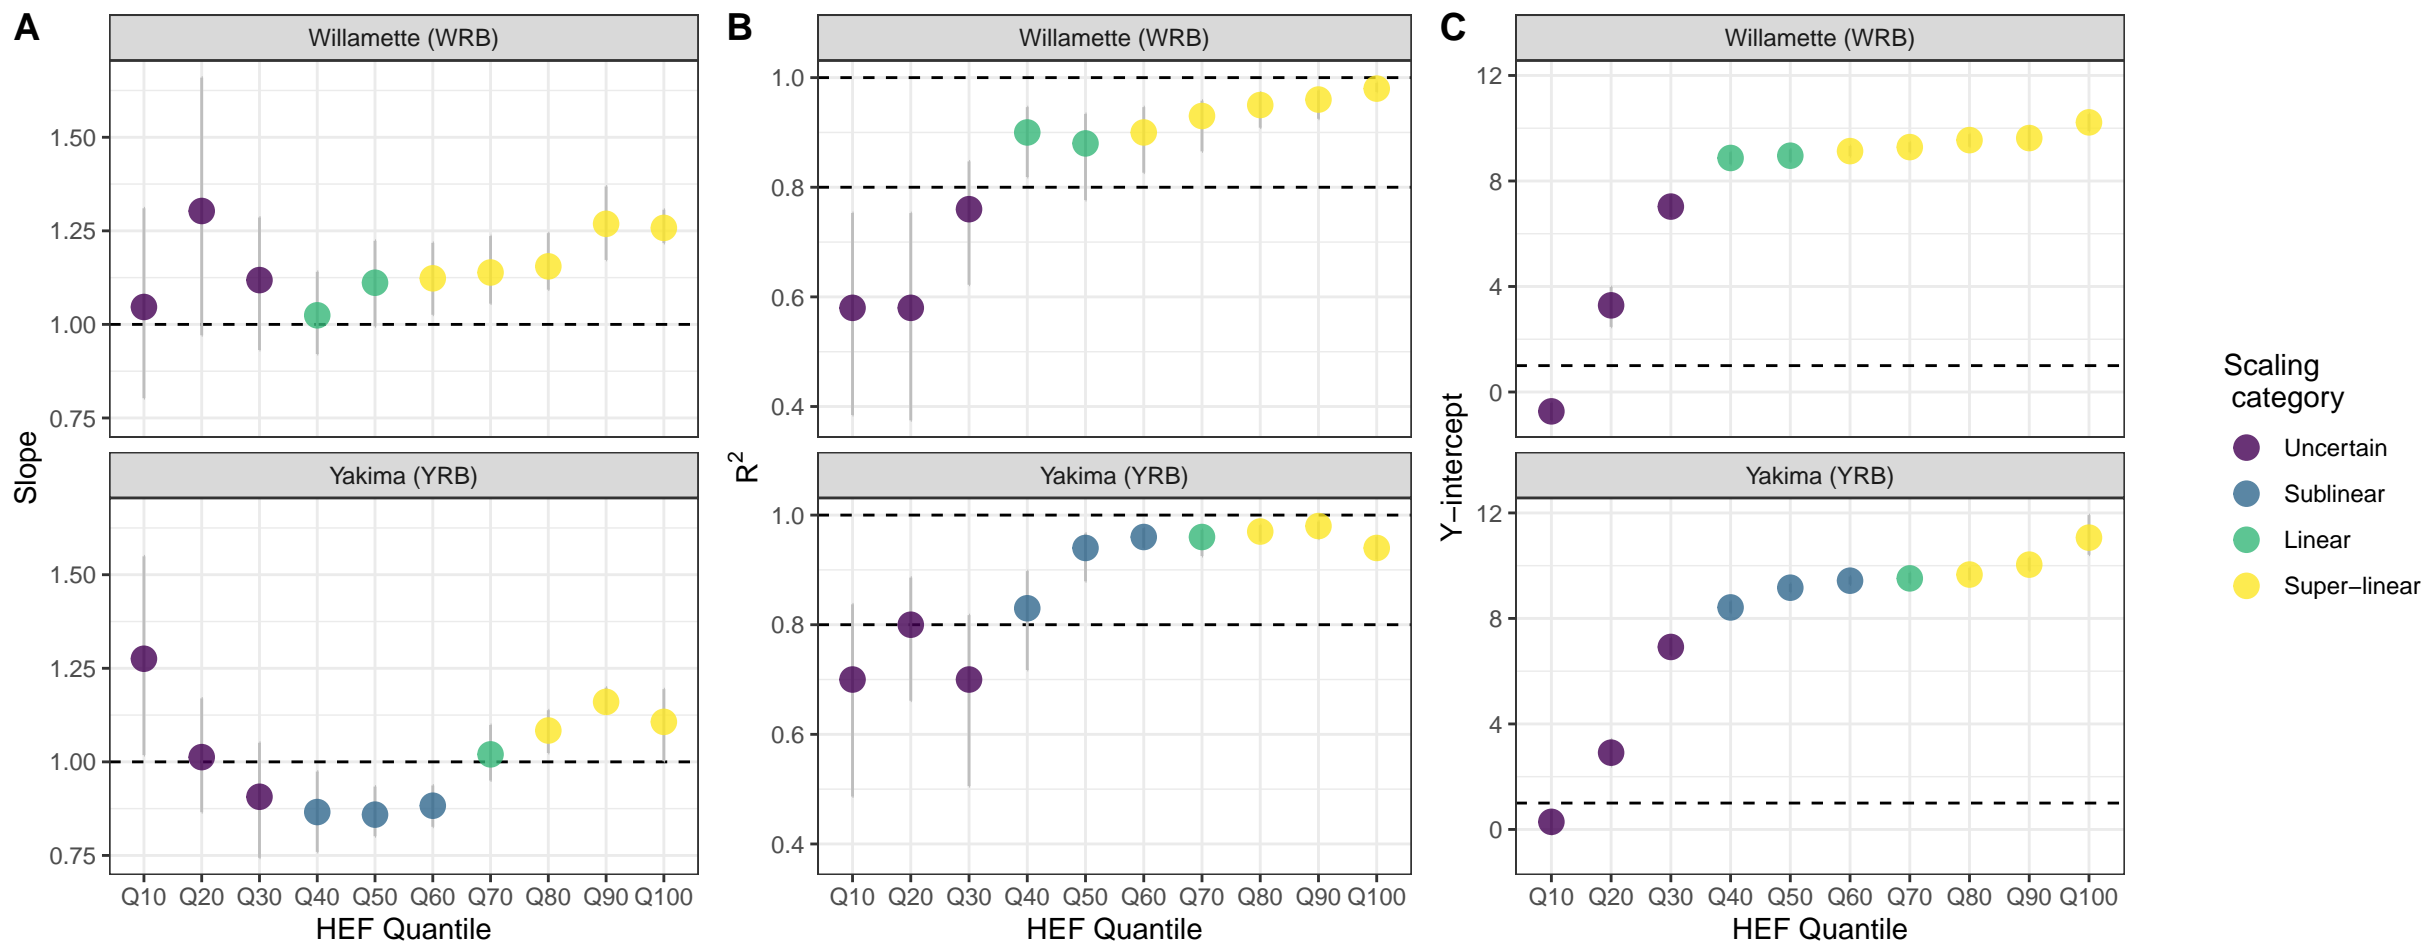 A
Willamette (WRB)
1.50
1.25
1.00
0.75
Yakima (YRB)
1.50
1.25
1.00
0.75
Slope
Q10 Q20 Q30 Q40 Q50 Q60 Q70 Q80 Q90 Q100
HEF Quantile
B
Willamette (WRB)
1.0
0.8
0.6
0.4
Yakima (YRB)
1.0
0.8
0.6
0.4
R²
Q10 Q20 Q30 Q40 Q50 Q60 Q70 Q80 Q90 Q100
HEF Quantile
C
Willamette (WRB)
12
8
4
0
Yakima (YRB)
12
8
4
0
Y−intercept
Q10 Q20 Q30 Q40 Q50 Q60 Q70 Q80 Q90 Q100
HEF Quantile
Scaling
category
Uncertain
Sublinear
Linear
Super−linear